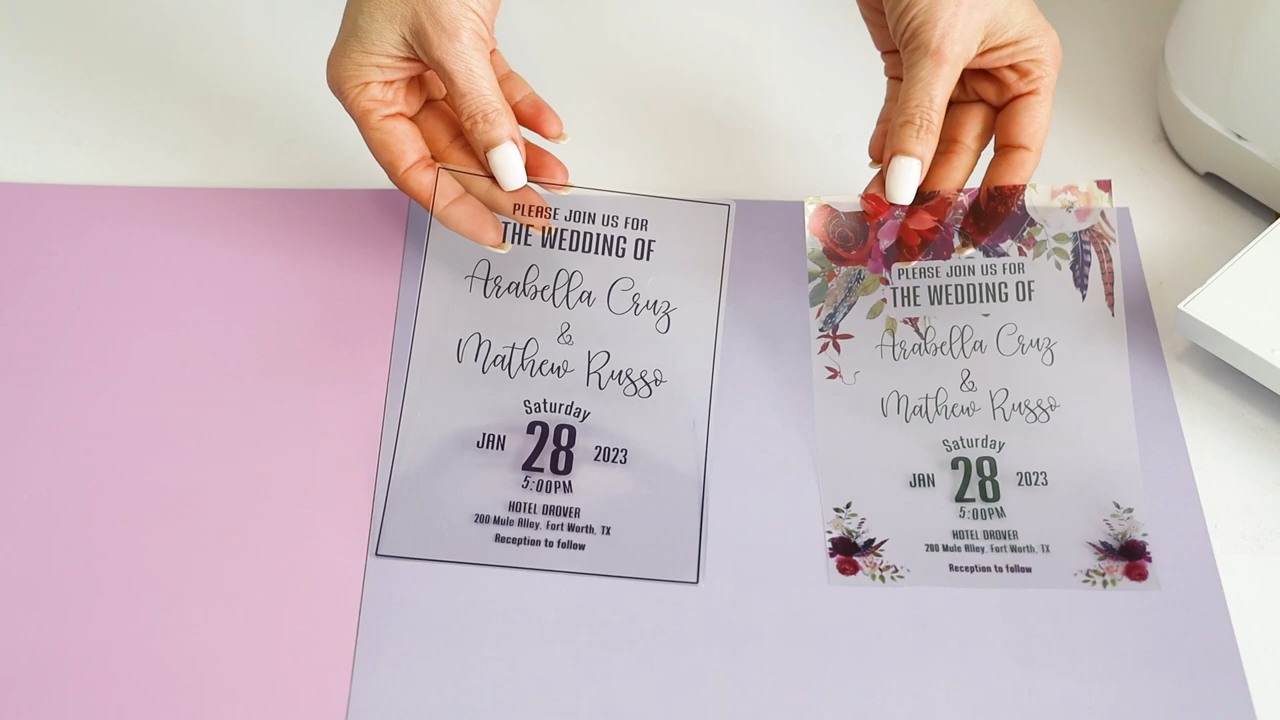 PLEASE JOIN US FOR
THE WEDDING OF
Arabella Cruz
&
Mathew Russo
Saturday
JAN 28 2023
5:00PM
HOTEL DROVER
200 Mule Alley, Fort Worth, TX
Reception to follow
PLEASE JOIN US FOR
THE WEDDING OF
Arabella Cruz
&
Mathew Russo
Saturday
JAN 28 2023
5:00PM
HOTEL DROVER
200 Mule Alley, Fort Worth, TX
Reception to follow